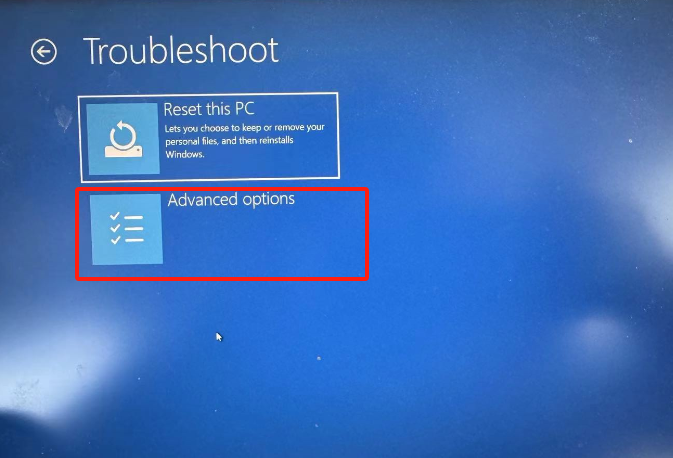 Troubleshoot
Reset this PC
Lets you choose to keep or remove your
personal files, and then reinstalls
Windows.
Advanced options